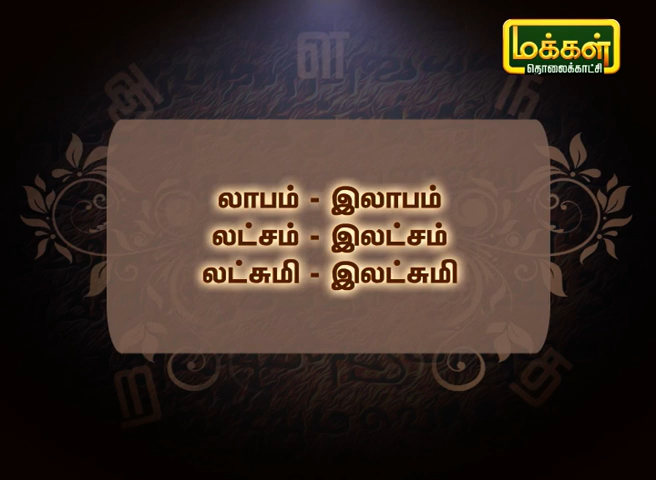 மக்கள்
தொலைக்காட்சி
ள
அ
ந
லாபம் - இலாபம்
லட்சம் - இலட்சம்
லட்சுமி - இலட்சுமி
ற
த